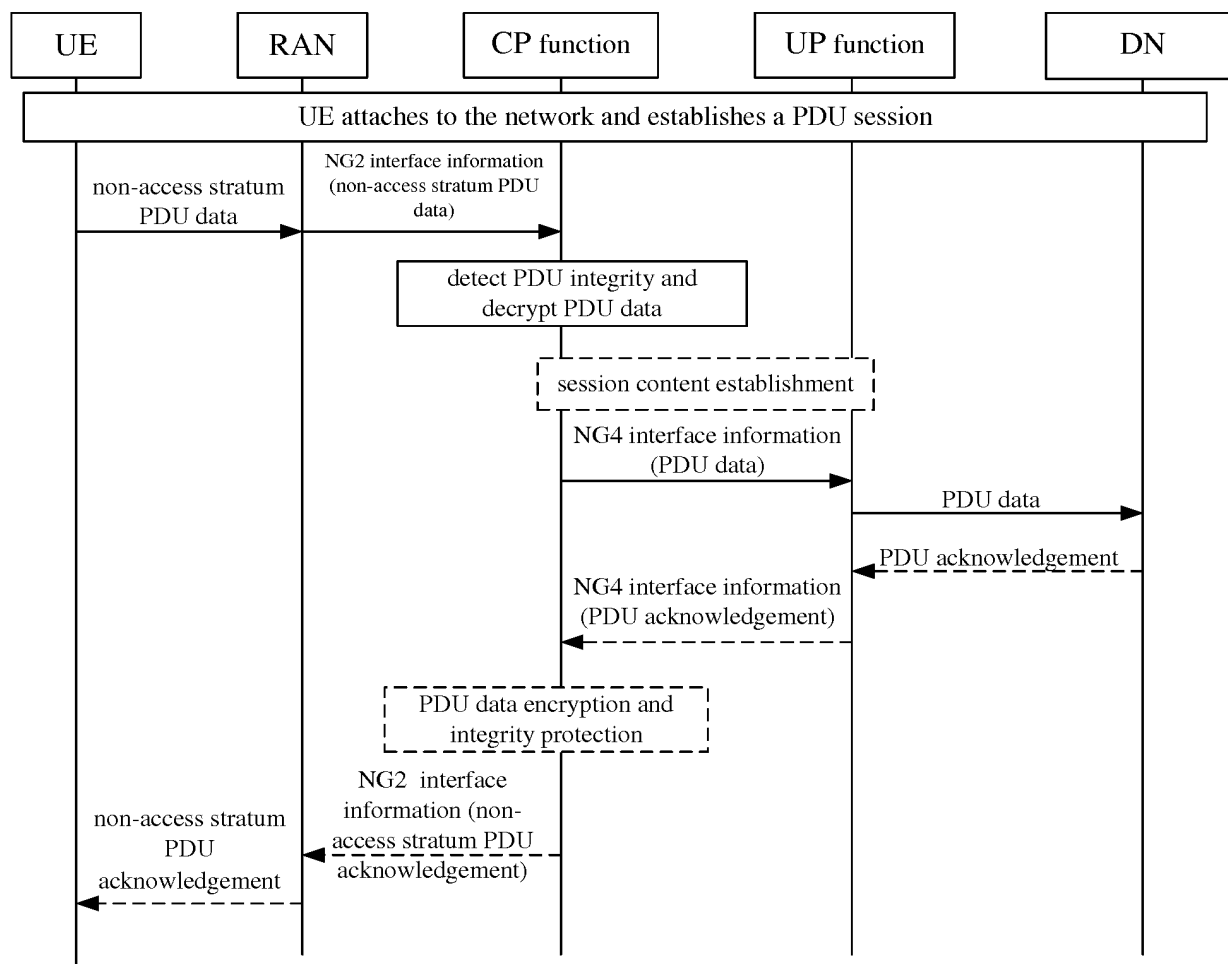 UE
RAN
CP function
UP function
DN
UE attaches to the network and establishes a PDU session
non-access stratum
PDU data
NG2 interface information
(non-access stratum PDU
data)
detect PDU integrity and
decrypt PDU data
session content establishment
NG4 interface information
(PDU data)
PDU data
PDU acknowledgement
NG4 interface information
(PDU acknowledgement)
PDU data encryption and
integrity protection
NG2 interface
information (non-
access stratum PDU
acknowledgement)
non-access stratum
PDU
acknowledgement